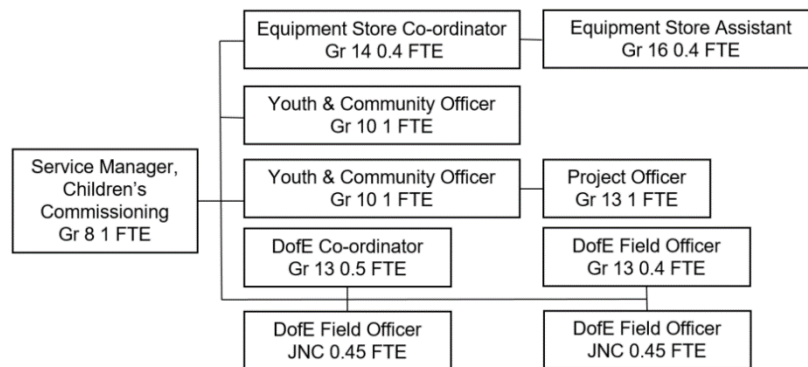 Equipment Store Co-ordinator
Gr 14 0.4 FTE
Equipment Store Assistant
Gr 16 0.4 FTE
Youth & Community Officer
Gr 10 1 FTE
Service Manager,
Children's
Commissioning
Gr 8 1 FTE
Youth & Community Officer
Gr 10 1 FTE
Project Officer
Gr 13 1 FTE
DofE Co-ordinator
Gr 13 0.5 FTE
DofE Field Officer
Gr 13 0.4 FTE
DofE Field Officer
JNC 0.45 FTE
DofE Field Officer
JNC 0.45 FTE